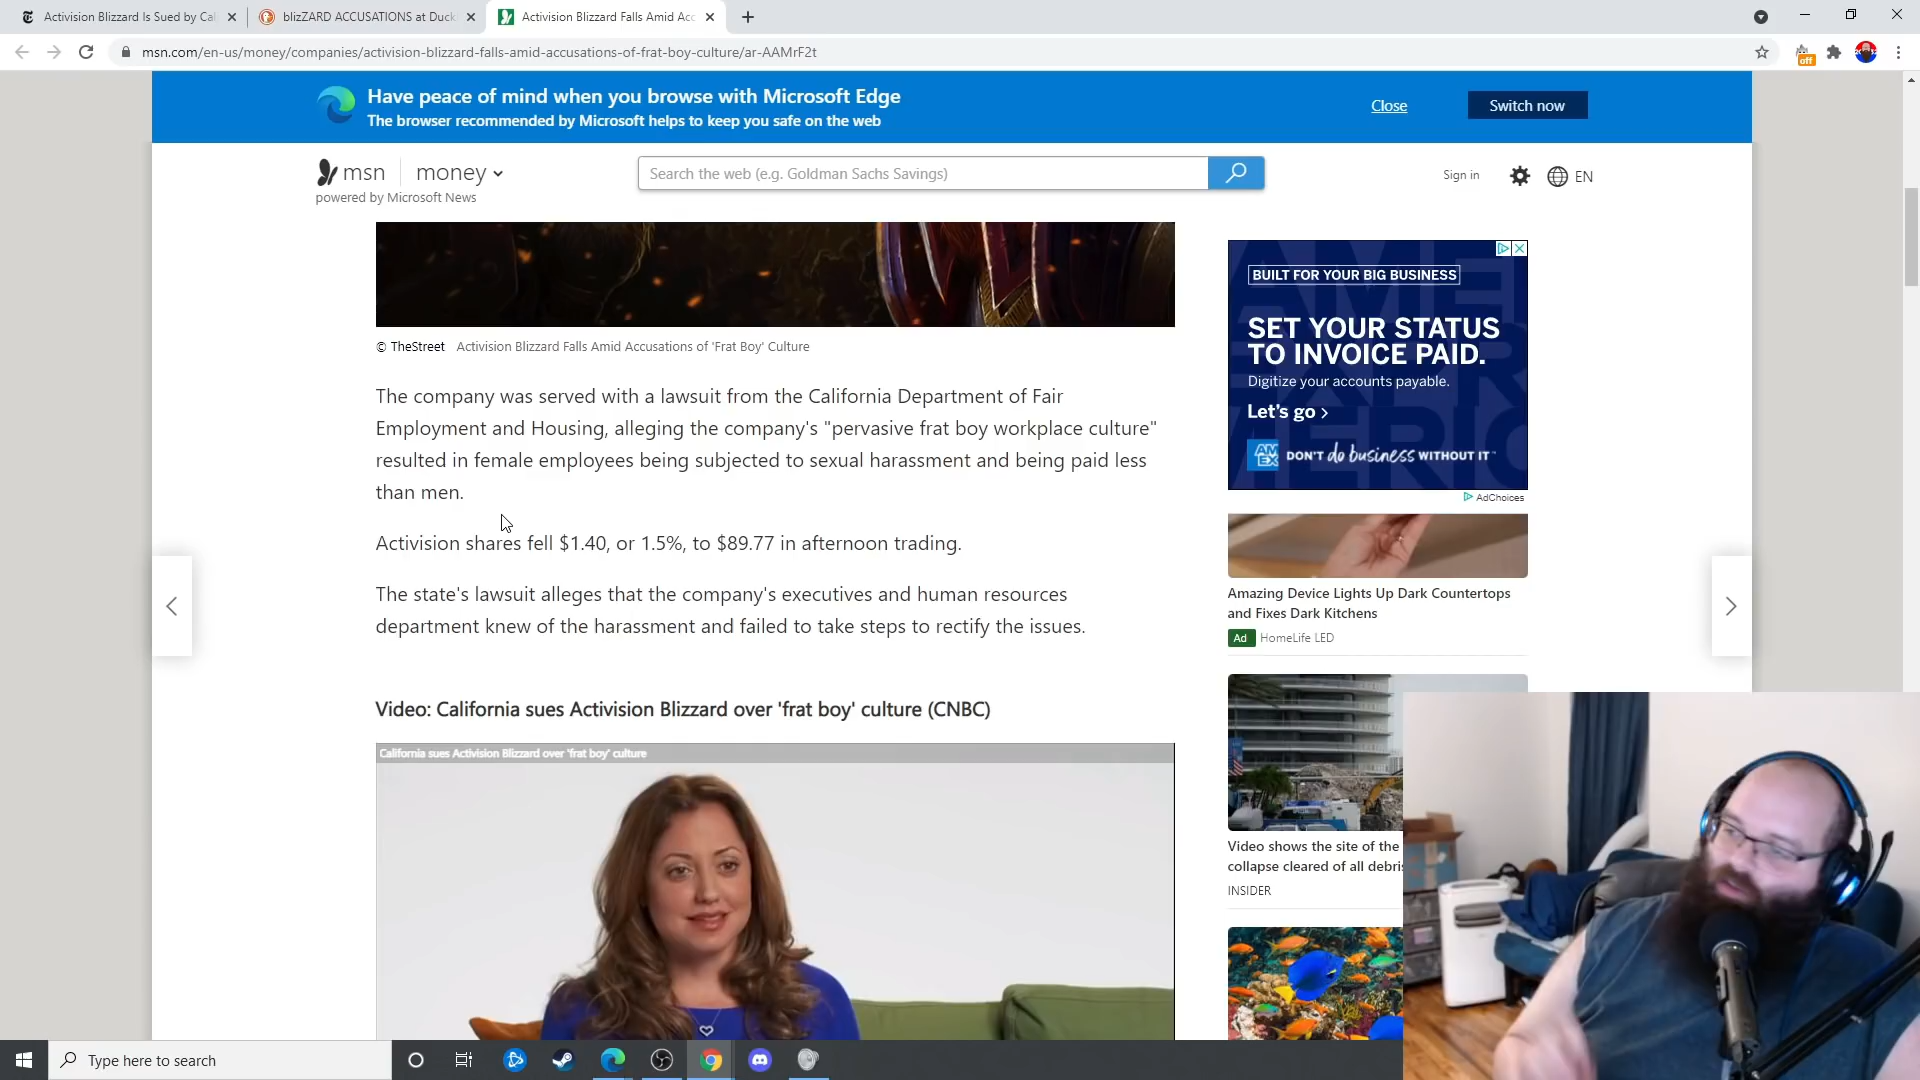 Activision Blizzard Is Sued by Cal
blizZARD ACCUSATIONS at Duck
Activision Blizzard Falls Amid Acc
msn.com/en-us/money/companies/activision-blizzard-falls-amid-accusations-of-frat-boy-culture/ar-AAMrF2t
off
Have peace of mind when you browse with Microsoft Edge
The browser recommended by Microsoft helps to keep you safe on the web
Close
Switch now
msn
money
powered by Microsoft News
Search the web (e.g. Goldman Sachs Savings)
Sign in
EN
© TheStreet Activision Blizzard Falls Amid Accusations of 'Frat Boy' Culture
The company was served with a lawsuit from the California Department of Fair
Employment and Housing, alleging the company's "pervasive frat boy workplace culture"
resulted in female employees being subjected to sexual harassment and being paid less
than men.
Activision shares fell $1.40, or 1.5%, to $89.77 in afternoon trading.
The state's lawsuit alleges that the company's executives and human resources
department knew of the harassment and failed to take steps to rectify the issues.
Video: California sues Activision Blizzard over 'frat boy' culture (CNBC)
California sues Activision Blizzard over 'frat boy' culture
BUILT FOR YOUR BIG BUSINESS
SET YOUR STATUS
TO INVOICE PAID.
Digitize your accounts payable.
Let's go >
AM
EX
DON'T do business WITHOUT IT
AdChoices
Amazing Device Lights Up Dark Countertops
and Fixes Dark Kitchens
Ad HomeLife LED
Video shows the site of the
collapse cleared of all debris
INSIDER
Type here to search